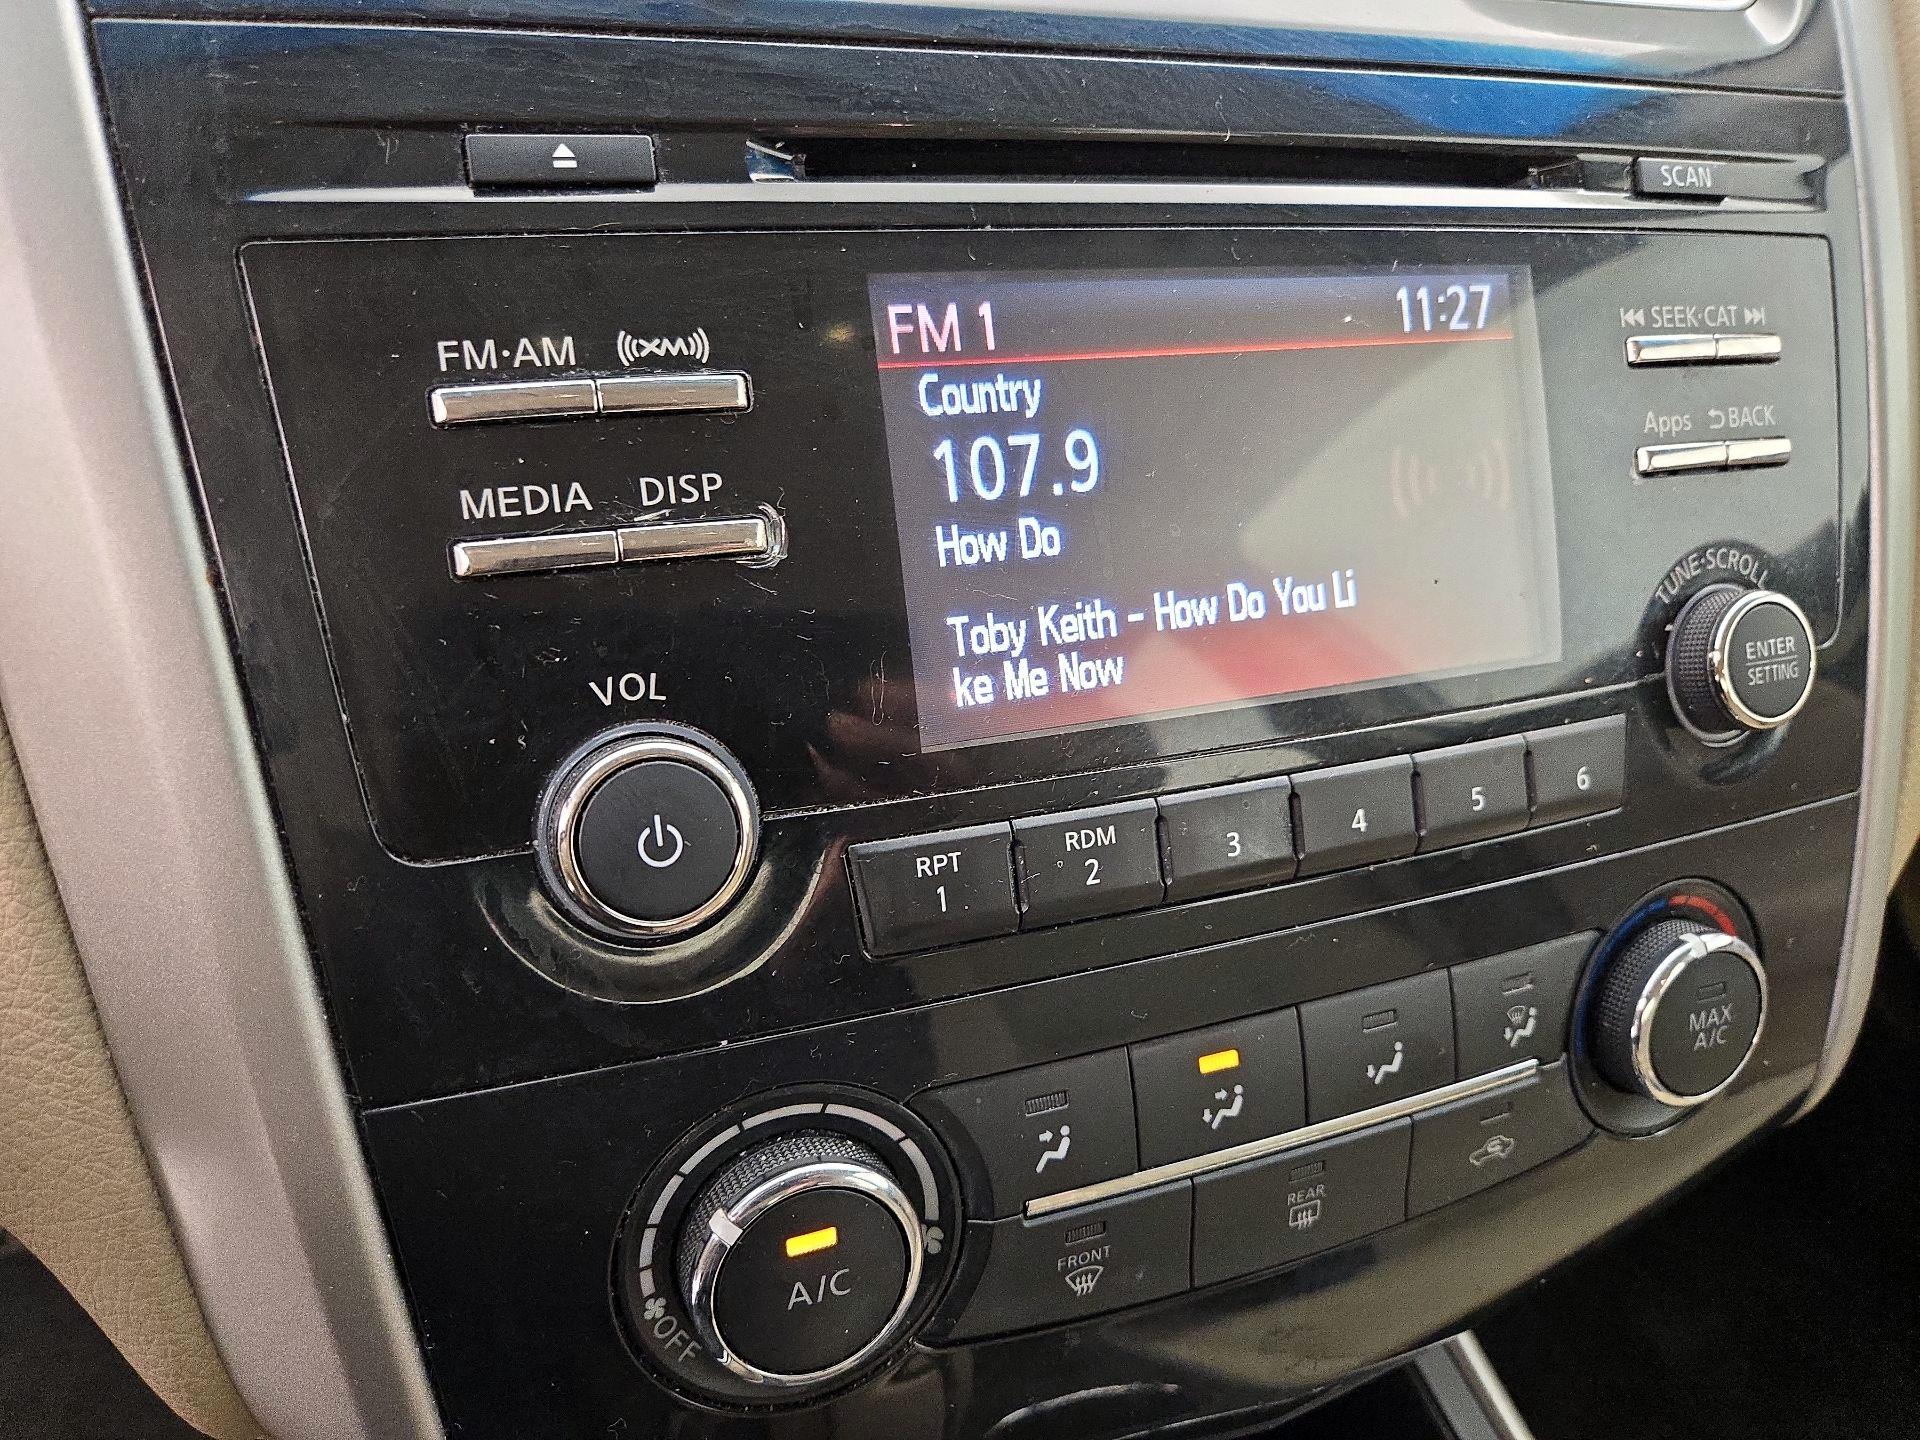 SCAN
FM 1 11:27
SEEK·CAT
FM·AM XM
Country
Apps BACK
107.9
MEDIA DISP
How Do
TUNE·SCROLL
Toby Keith - How Do You Li
ke Me Now
ENTER
SETTING
VOL
RPT
1
RDM
2
3
4
5
6
MAX
A/C
REAR
FRONT
A/C
OFF